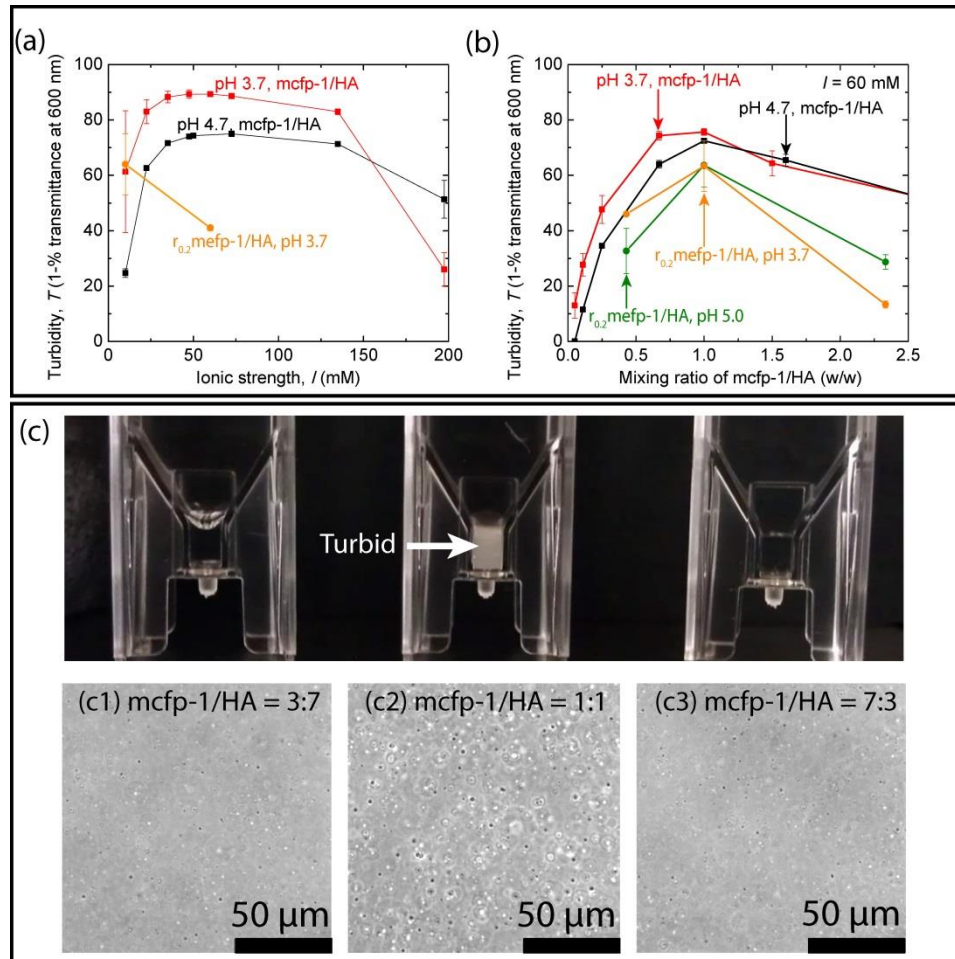 (a)
Turbidity, T (1-% transmittance at 600 nm)
100
80
60
40
20
0
pH 3.7, mcfp-1/HA
pH 4.7, mcfp-1/HA
r0.2mefp-1/HA, pH 3.7
0 50 100 150 200
Ionic strength, I (mM)
(b)
Turbidity, T (1-% transmittance at 600 nm)
100
80
60
40
20
0
I = 60 mM
pH 3.7, mcfp-1/HA
pH 4.7, mcfp-1/HA
r0.2mefp-1/HA, pH 3.7
r0.2mefp-1/HA, pH 5.0
0.0 0.5 1.0 1.5 2.0 2.5
Mixing ratio of mcfp-1/HA (w/w)
(c)
Turbid
(c1) mcfp-1/HA = 3:7
(c2) mcfp-1/HA = 1:1
(c3) mcfp-1/HA = 7:3
50 μm
50 μm
50 μm